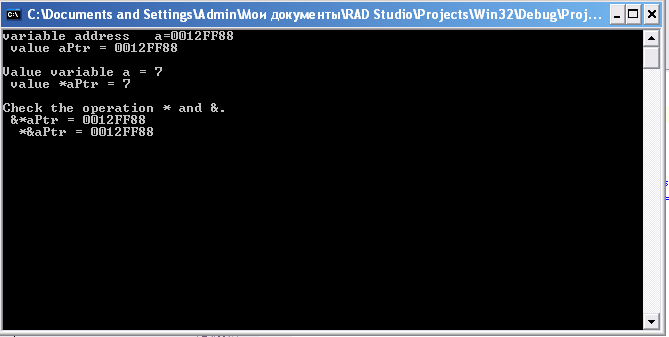 C:\Documents and Settings\Admin\Мои документы\RAD Studio\Projects\Win32\Debug\Proj...
variable address   a=0012FF88
 value aPtr = 0012FF88
Value variable a = 7
 value *aPtr = 7
Check the operation * and &.
 &*aPtr = 0012FF88
  *&aPtr = 0012FF88